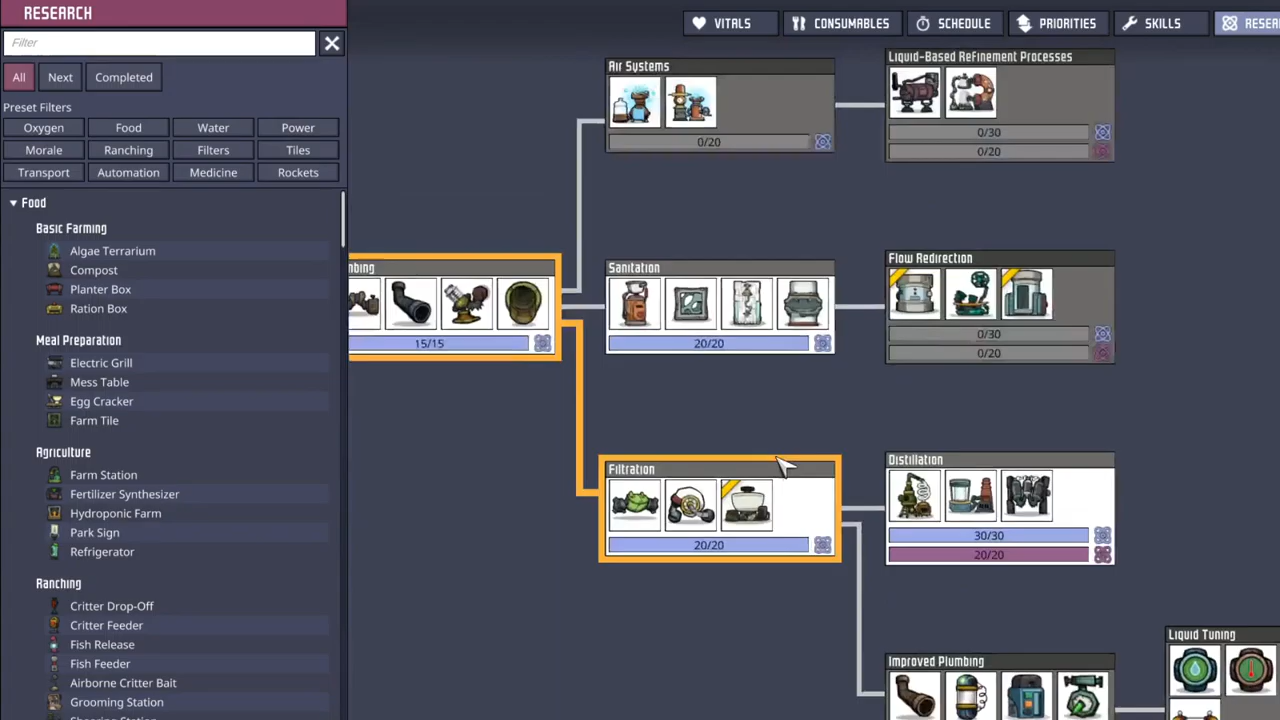 RESEARCH
VITALS
CONSUMABLES
SCHEDULE
PRIORITIES
SKILLS
Filter
All
Next
Completed
Preset Filters
Oxygen
Food
Water
Power
Morale
Ranching
Filters
Tiles
Transport
Automation
Medicine
Rockets
Food
Basic Farming
Algae Terrarium
Compost
Planter Box
Ration Box
Meal Preparation
Electric Grill
Mess Table
Egg Cracker
Farm Tile
Agriculture
Farm Station
Fertilizer Synthesizer
Hydroponic Farm
Park Sign
Refrigerator
Ranching
Critter Drop-Off
Critter Feeder
Fish Release
Fish Feeder
Airborne Critter Bait
Grooming Station
Air Systems
0/20
Liquid-Based Refinement Processes
0/30
0/20
mbing
15/15
Sanitation
20/20
Flow Redirection
0/30
0/20
Filtration
20/20
Distillation
30/30
20/20
Improved Plumbing
Liquid Tuning